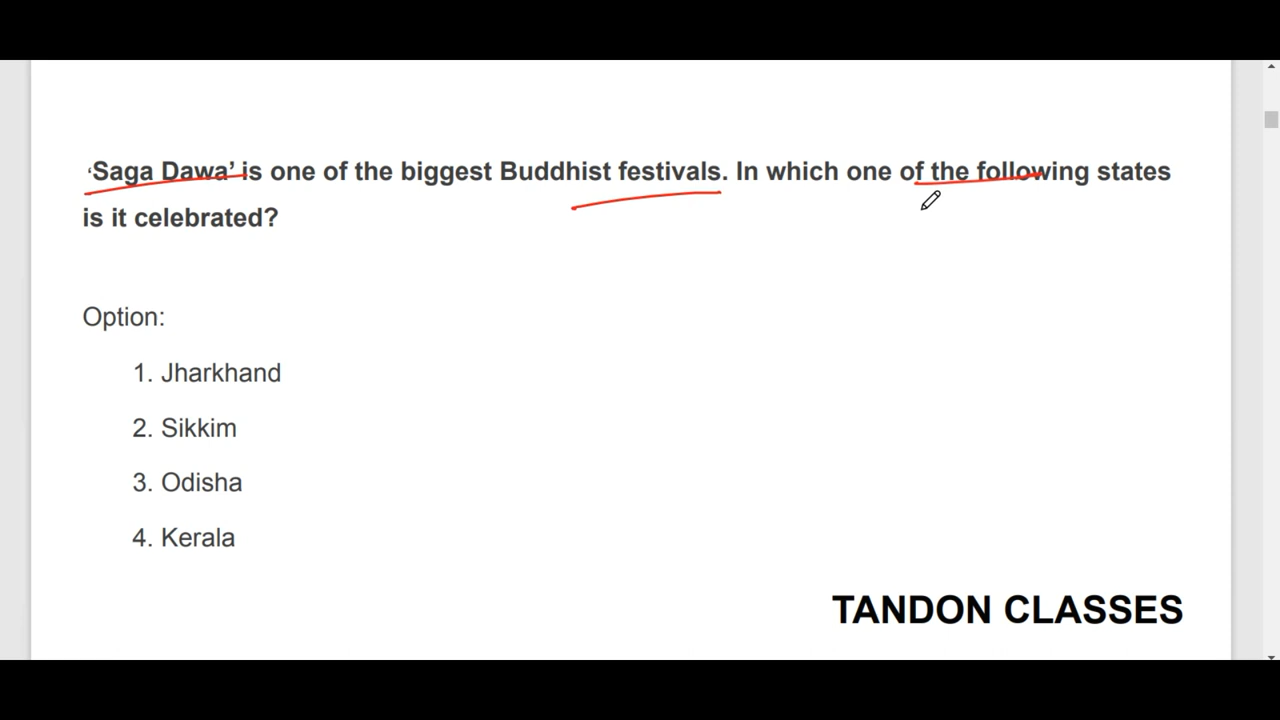 ‘Saga Dawa’ is one of the biggest Buddhist festivals. In which one of the following states
is it celebrated?
Option:
1. Jharkhand
2. Sikkim
3. Odisha
4. Kerala
TANDON CLASSES